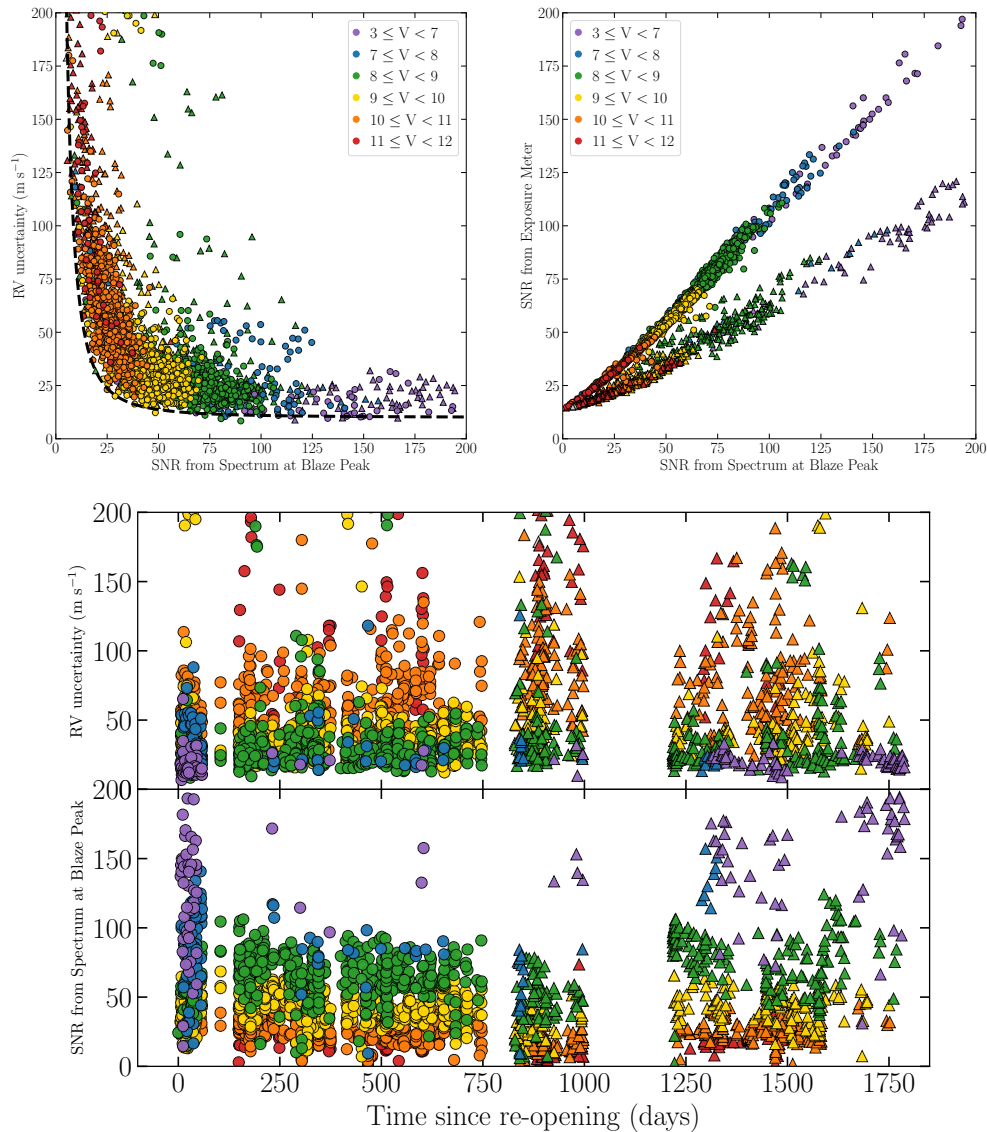 200
175
150
125
100
75
50
25
0
RV uncertainty (m s⁻¹)
3 ≤ V < 7
7 ≤ V < 8
8 ≤ V < 9
9 ≤ V < 10
10 ≤ V < 11
11 ≤ V < 12
0 25 50 75 100 125 150 175 200
SNR from Spectrum at Blaze Peak
200
175
150
125
100
75
50
25
0
SNR from Exposure Meter
3 ≤ V < 7
7 ≤ V < 8
8 ≤ V < 9
9 ≤ V < 10
10 ≤ V < 11
11 ≤ V < 12
0 25 50 75 100 125 150 175 200
SNR from Spectrum at Blaze Peak
200
150
100
50
RV uncertainty (m s⁻¹)
200
150
100
50
0
SNR from Spectrum at Blaze Peak
0 250 500 750 1000 1250 1500 1750
Time since re-opening (days)